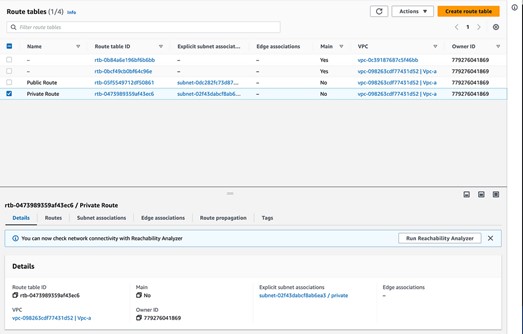 Route tables (1/4) Info
Actions
Create route table
Filter route tables
1
Name Route table ID Explicit subnet associat... Edge associations Main VPC Owner ID
– rtb-0b84a6e196bf6b6bb – – Yes vpc-0c39187687c5f46bb 779276041869
– rtb-0bcf49cb0bf64c96e – – Yes vpc-098263cdf77431d52 | Vpc-a 779276041869
Public Route rtb-05f5549712df50861 subnet-0dc282fc73d87... – No vpc-098263cdf77431d52 | Vpc-a 779276041869
Private Route rtb-0473989359af43ec6 subnet-02f43dabcf8ab6... – No vpc-098263cdf77431d52 | Vpc-a 779276041869
rtb-0473989359af43ec6 / Private Route
Details Routes Subnet associations Edge associations Route propagation Tags
You can now check network connectivity with Reachability Analyzer
Run Reachability Analyzer
Details
Route table ID Main Explicit subnet associations Edge associations
rtb-0473989359af43ec6 No subnet-02f43dabcf8ab6ea3 / private –
VPC Owner ID
vpc-098263cdf77431d52 | Vpc-a 779276041869